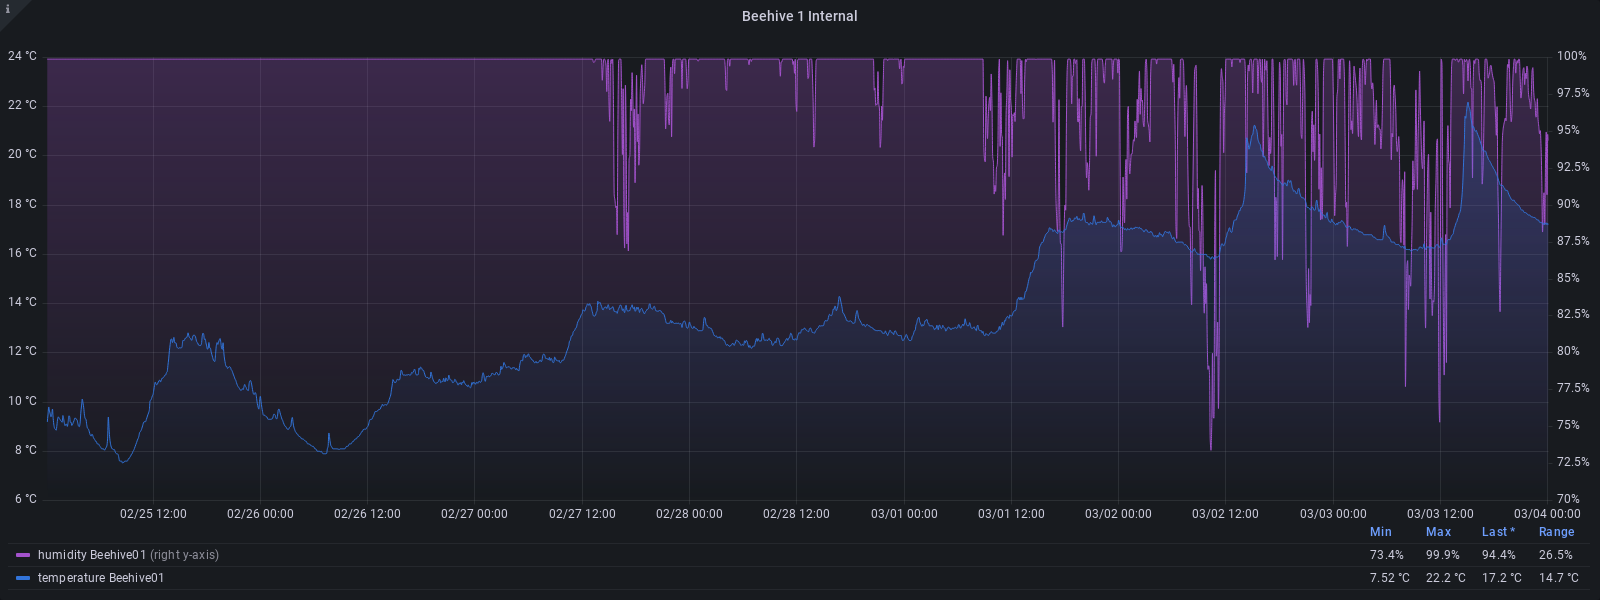 i
Beehive 1 Internal
24 °C 100%
97.5%
22 °C
95%
20 °C
92.5%
18 °C 90%
87.5%
16 °C
85%
14 °C
82.5%
12 °C 80%
77.5%
10 °C
75%
8 °C
72.5%
6 °C 70%
02/25 12:00 02/26 00:00 02/26 12:00 02/27 00:00 02/27 12:00 02/28 00:00 02/28 12:00 03/01 00:00 03/01 12:00 03/02 00:00 03/02 12:00 03/03 00:00 03/03 12:00 03/04 00:00
Min Max Last * Range
humidity Beehive01 (right y-axis) 73.4% 99.9% 94.4% 26.5%
temperature Beehive01 7.52 °C 22.2 °C 17.2 °C 14.7 °C